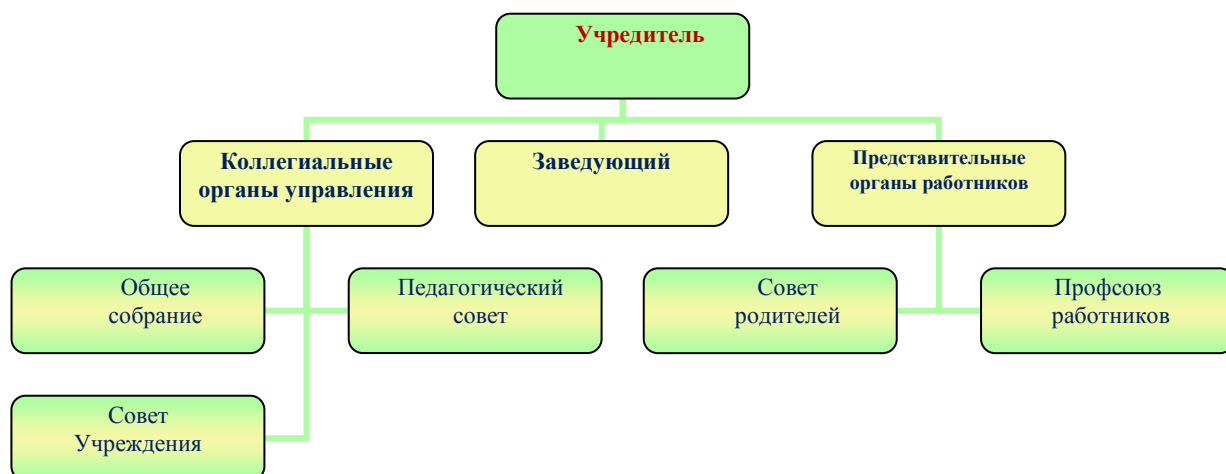 Учредитель
Коллегиальные
органы управления
Заведующий
Представительные
органы работников
Общее
собрание
Педагогический
совет
Совет
родителей
Профсоюз
работников
Совет
Учреждения